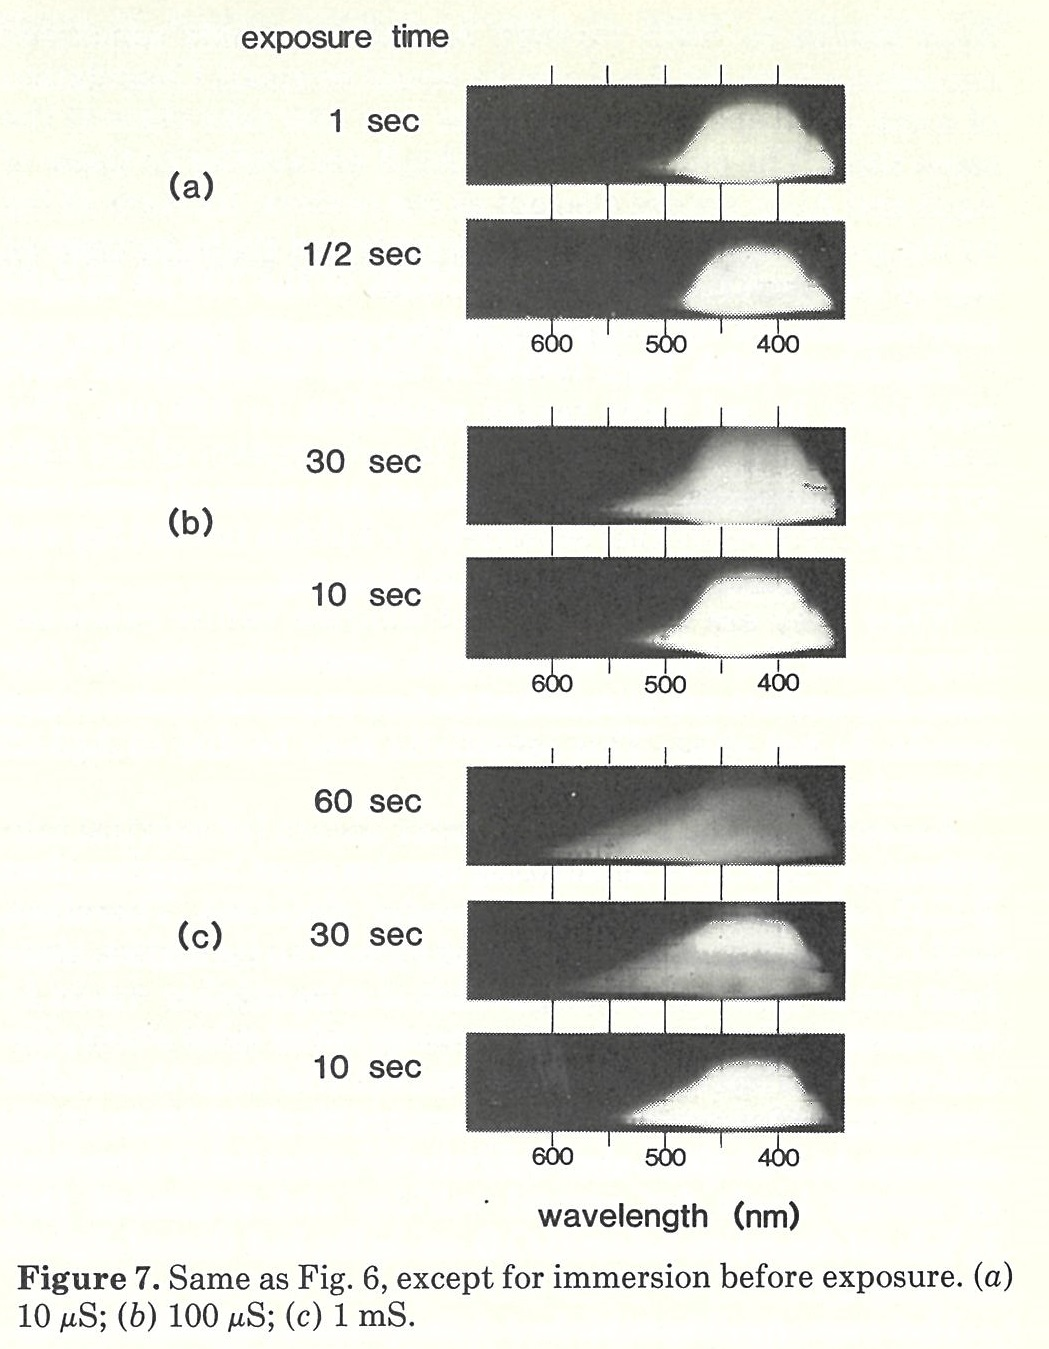 exposure time
1 sec
(a)
1/2 sec
600 500 400
30 sec
(b)
10 sec
600 500 400
60 sec
(c) 30 sec
10 sec
600 500 400
wavelength (nm)
Figure 7. Same as Fig. 6, except for immersion before exposure. (a)
10 μS; (b) 100 μS; (c) 1 mS.